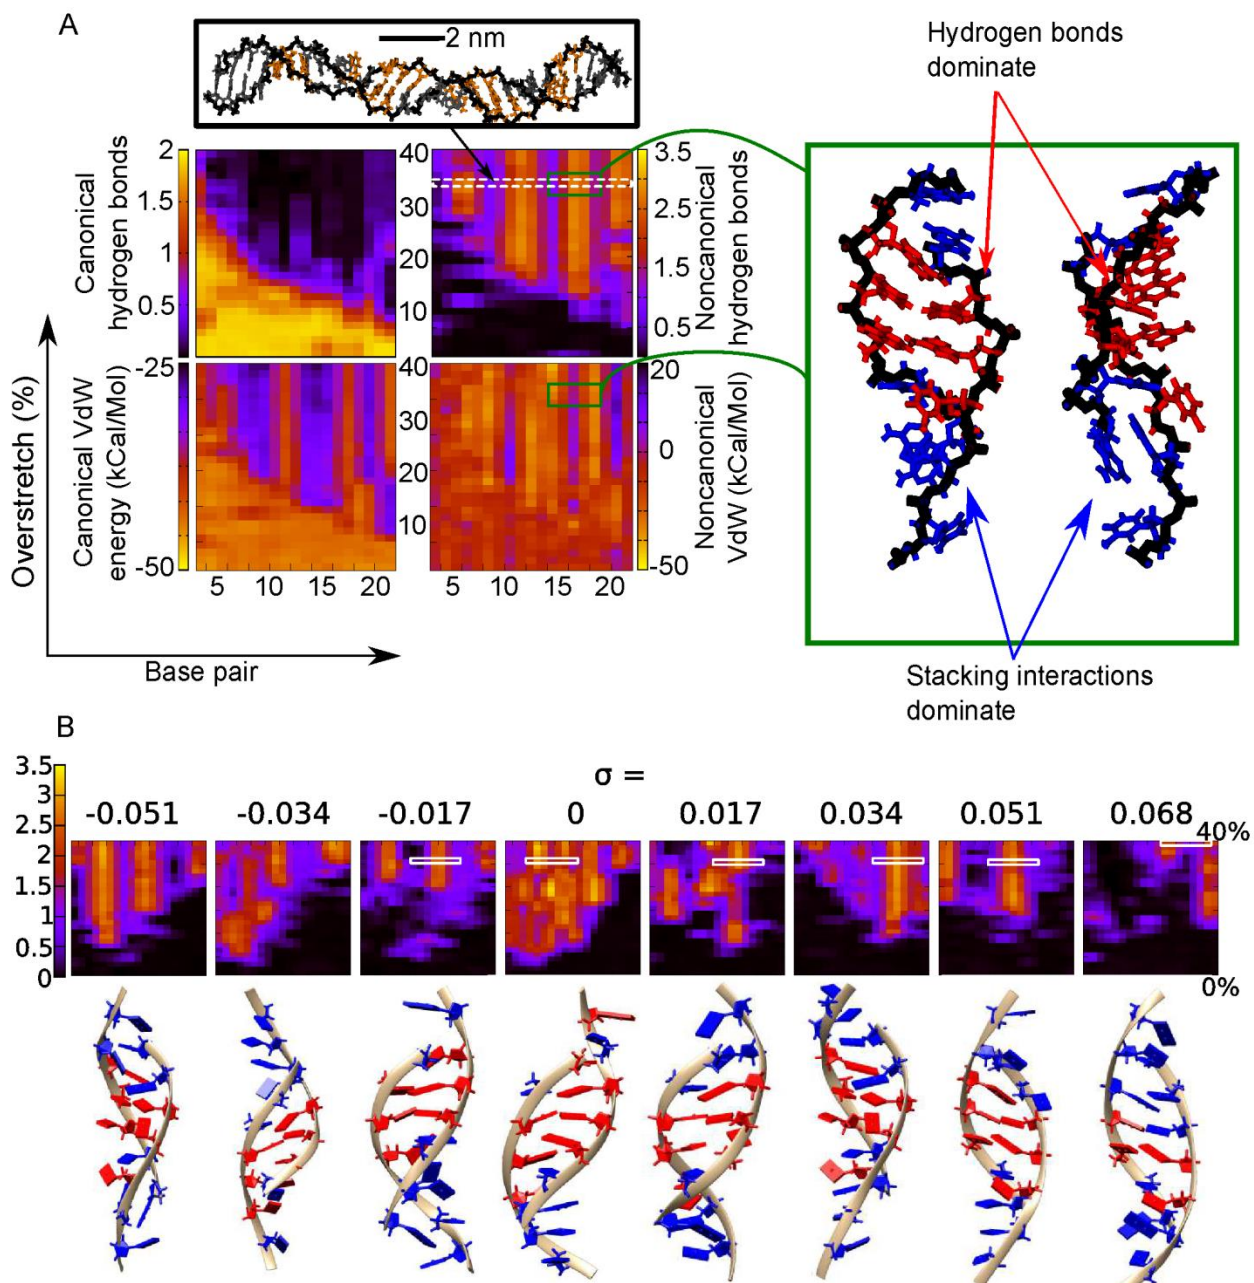 A
2 nm
Hydrogen bonds
dominate
Canonical
hydrogen bonds
2
1.5
1
0.5
40
30
20
10
3.5
2.5
1.5
0.5
Noncanonical
hydrogen bonds
Overstretch (%)
Canonical VdW
energy (kCal/Mol)
-25
-50
40
30
20
10
20
0
-50
Noncanonical
VdW (kCal/Mol)
5 10 15 20
5 10 15 20
Base pair
Stacking interactions
dominate
B
σ =
-0.051 -0.034 -0.017 0 0.017 0.034 0.051 0.068
3.5
3
2.5
2
1.5
1
0.5
0
40%
0%